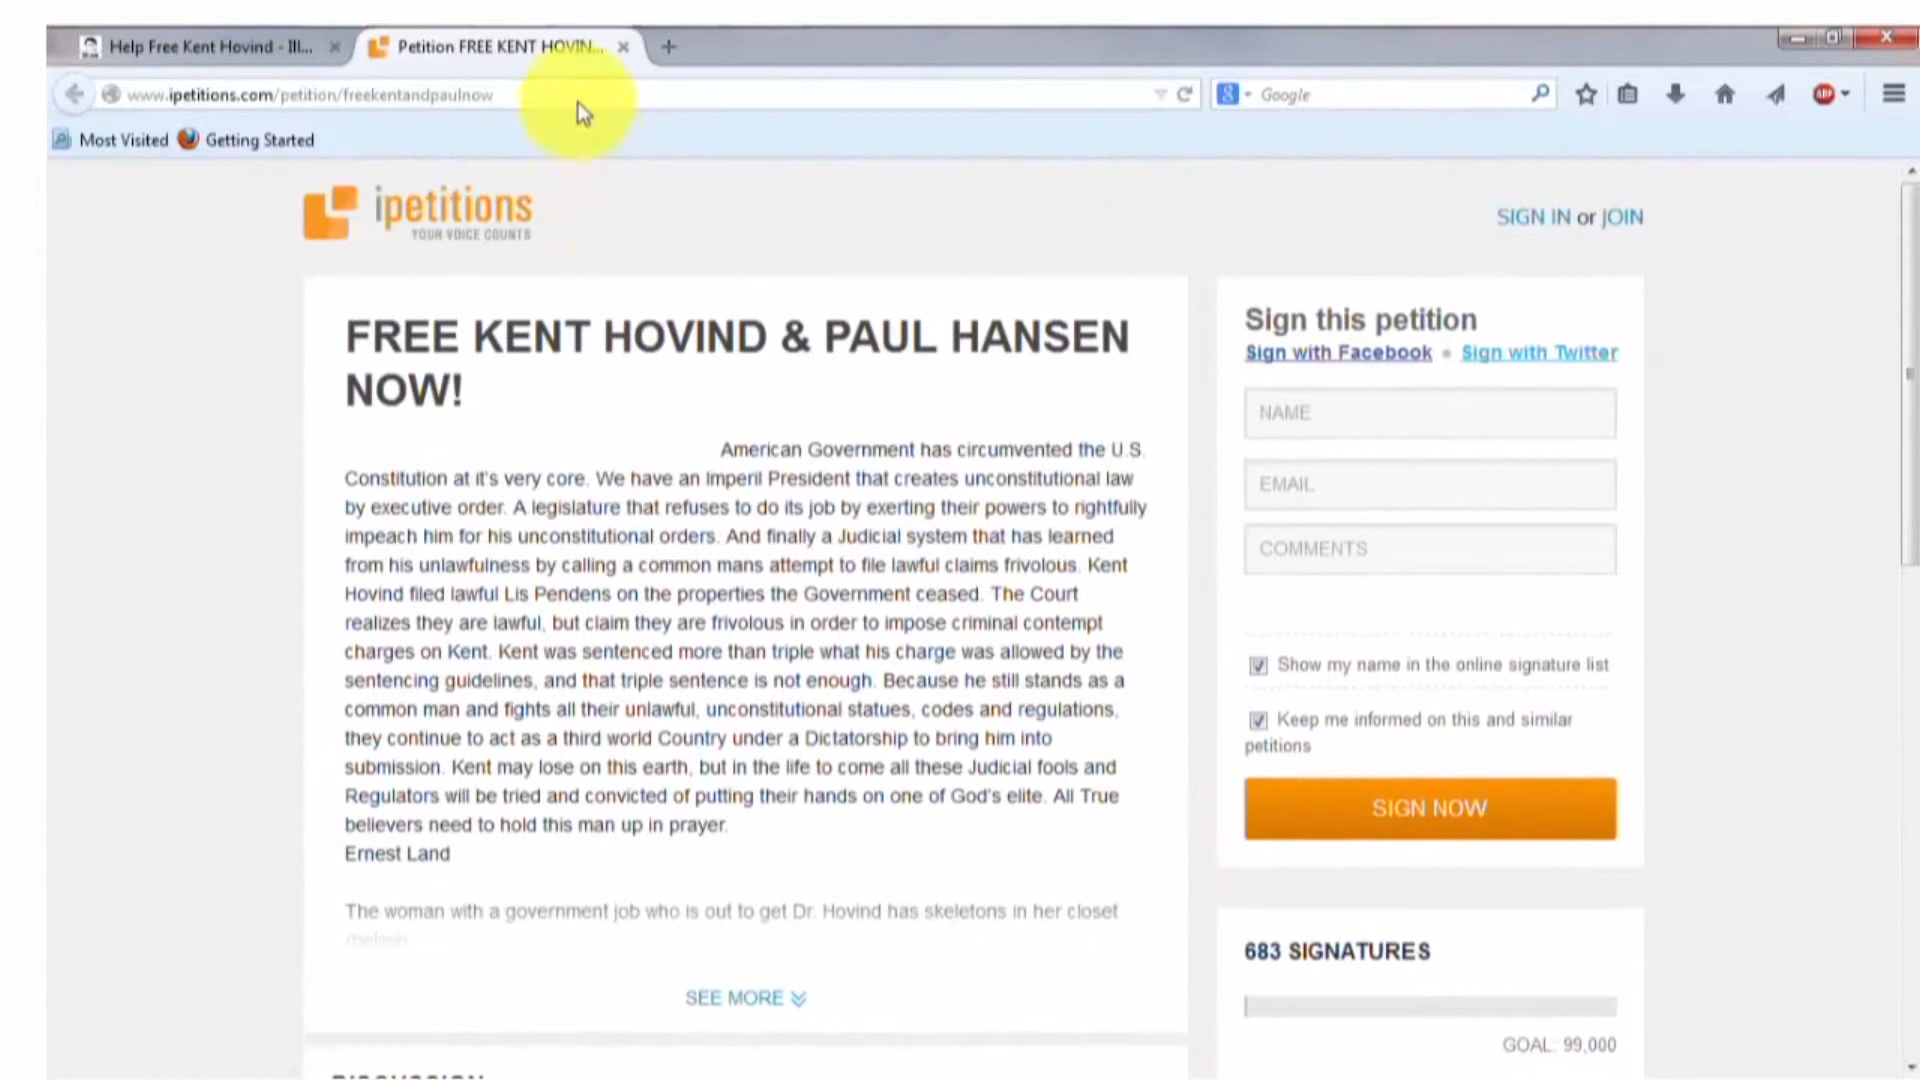 Help Free Kent Hovind - Ill...
Petition FREE KENT HOVIN...
www.ipetitions.com/petition/freekentandpaulnow
Google
ABP
Most Visited
Getting Started
ipetitions
YOUR VOICE COUNTS
SIGN IN or JOIN
FREE KENT HOVIND & PAUL HANSEN
NOW!
American Government has circumvented the U.S.
Constitution at it's very core. We have an Imperil President that creates unconstitutional law
by executive order. A legislature that refuses to do its job by exerting their powers to rightfully
impeach him for his unconstitutional orders. And finally a Judicial system that has learned
from his unlawfulness by calling a common mans attempt to file lawful claims frivolous. Kent
Hovind filed lawful Lis Pendens on the properties the Government ceased. The Court
realizes they are lawful, but claim they are frivolous in order to impose criminal contempt
charges on Kent. Kent was sentenced more than triple what his charge was allowed by the
sentencing guidelines, and that triple sentence is not enough. Because he still stands as a
common man and fights all their unlawful, unconstitutional statues, codes and regulations,
they continue to act as a third world Country under a Dictatorship to bring him into
submission. Kent may lose on this earth, but in the life to come all these Judicial fools and
Regulators will be tried and convicted of putting their hands on one of God's elite. All True
believers need to hold this man up in prayer.
Ernest Land
The woman with a government job who is out to get Dr. Hovind has skeletons in her closet
SEE MORE
Sign this petition
Sign with Facebook • Sign with Twitter
NAME
EMAIL
COMMENTS
Show my name in the online signature list
Keep me informed on this and similar
petitions
SIGN NOW
683 SIGNATURES
GOAL: 99,000